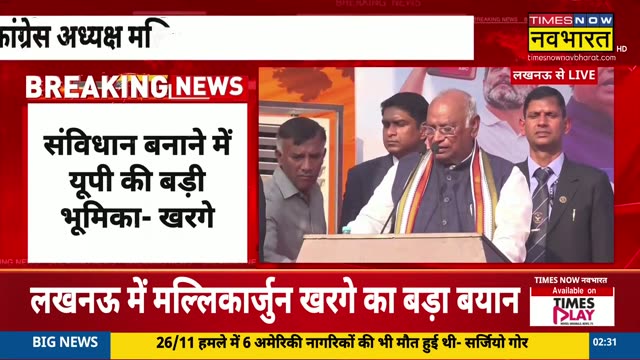 कांग्रेस अध्यक्ष
TIMES NOW
नवभारत
timesnownavbharat.com
HD
लखनऊ से LIVE
BREAKING NEWS
संविधान बनाने में
यूपी की बड़ी
भूमिका- खरगे
TIMES NOW नवभारत
Available on
TIMES
PLAY
लखनऊ में मल्लिकार्जुन खरगे का बड़ा बयान
BIG NEWS
26/11 हमले में 6 अमेरिकी नागरिकों की भी मौत हुई थी- सर्जियो गोर
02:31